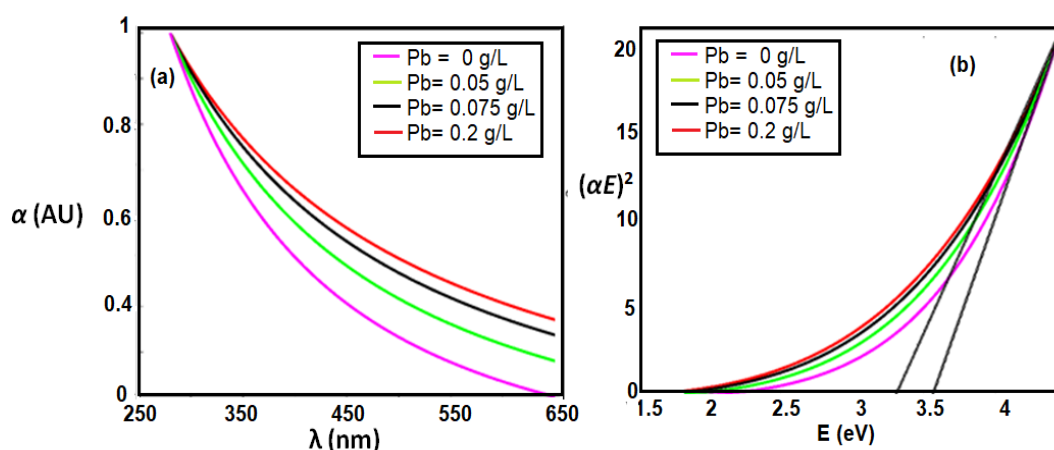 1
0.8
0.6
0.4
0
α (AU)
(a)
Pb = 0 g/L
Pb= 0.05 g/L
Pb= 0.075 g/L
Pb= 0.2 g/L
250
350
450
550
650
λ (nm)
20
15
10
5
0
(αE)2
(b)
Pb = 0 g/L
Pb= 0.05 g/L
Pb= 0.075 g/L
Pb= 0.2 g/L
1.5
2
2.5
3
3.5
4
E (eV)